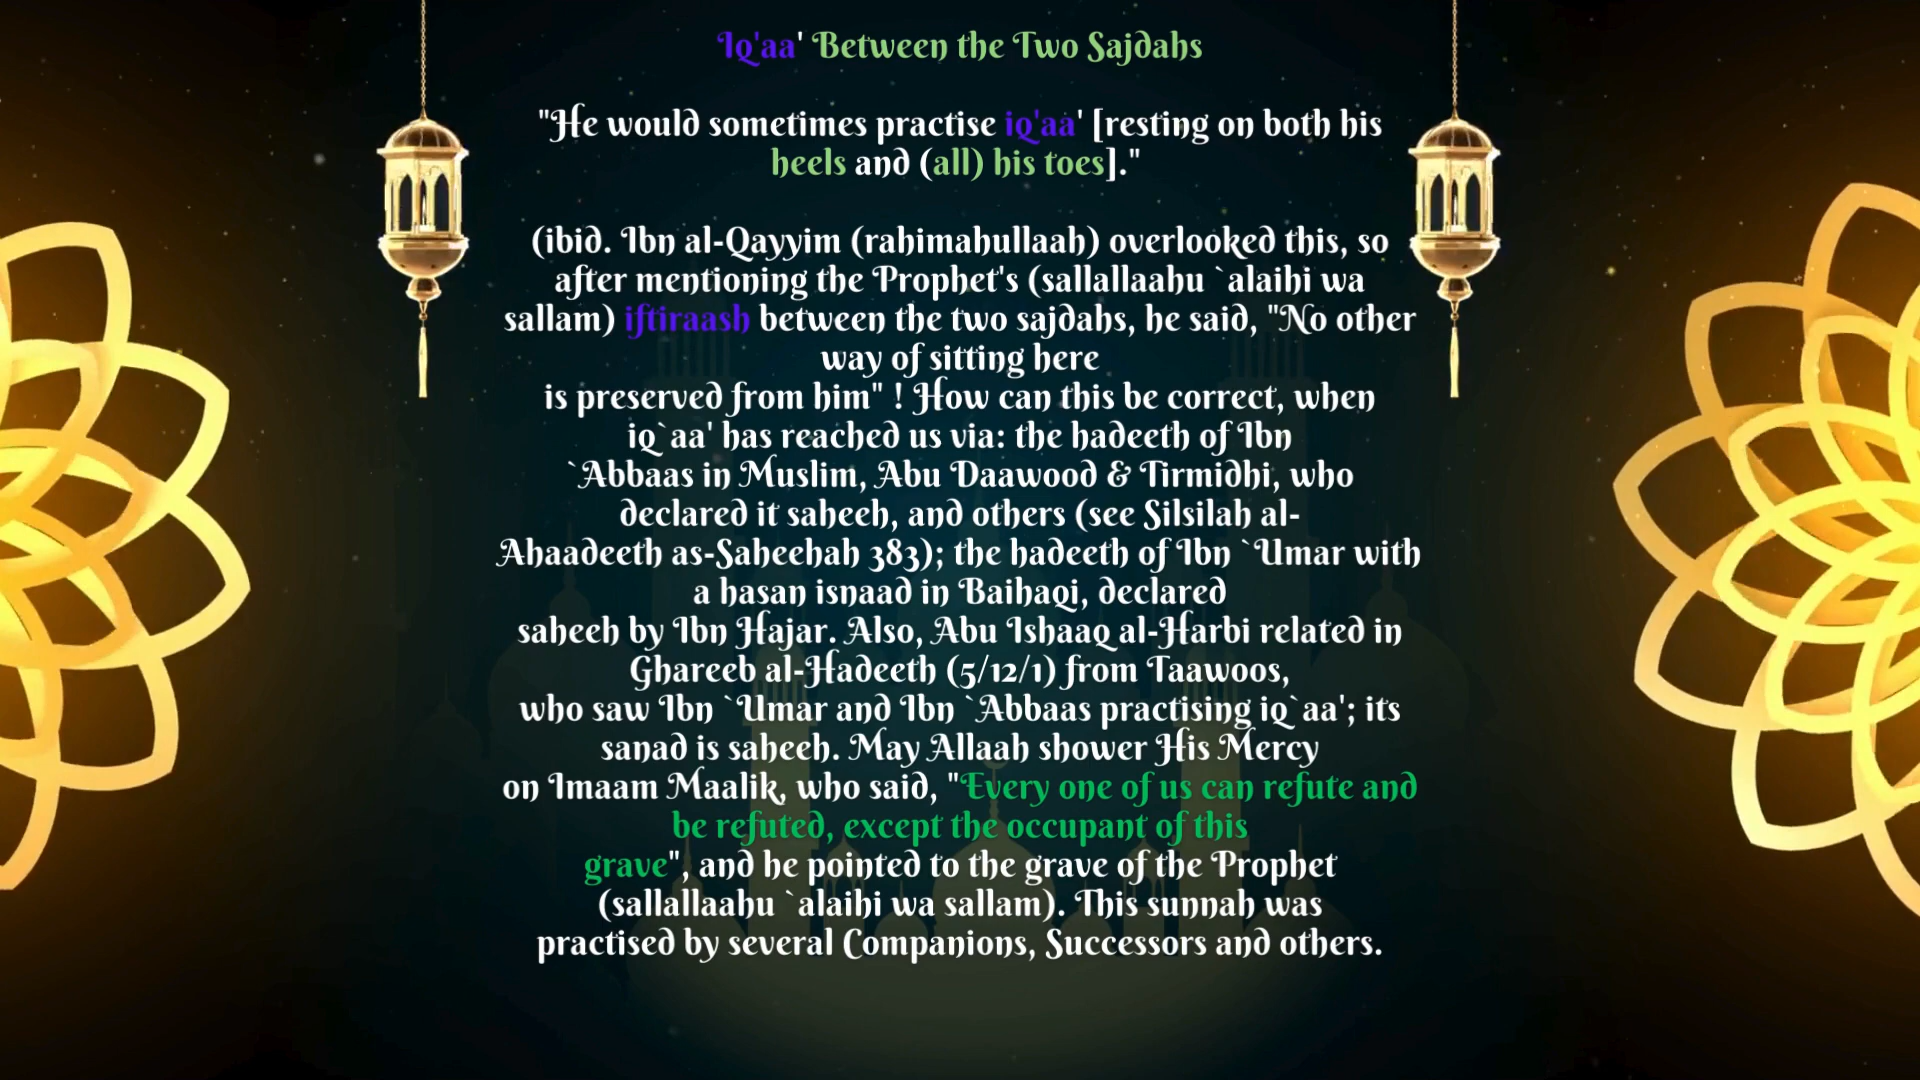 Iq'aa' Between the Two Sajdahs
"He would sometimes practise iq'aa' [resting on both his
heels and (all) his toes]."
(ibid. Ibn al-Qayyim (rahimahullaah) overlooked this, so
after mentioning the Prophet's (sallallaahu `alaihi wa
sallam) iftiraash between the two sajdahs, he said, "No other
way of sitting here
is preserved from him" ! How can this be correct, when
iq`aa' has reached us via: the hadeeth of Ibn
`Abbaas in Muslim, Abu Daawood & Tirmidhi, who
declared it saheeh, and others (see Silsilah al-
Ahaadeeth as-Saheehah 383); the hadeeth of Ibn `Umar with
a hasan isnaad in Baihaqi, declared
saheeh by Ibn Hajar. Also, Abu Ishaaq al-Harbi related in
Ghareeb al-Hadeeth (5/12/1) from Taawoos,
who saw Ibn `Umar and Ibn `Abbaas practising iq`aa'; its
sanad is saheeh. May Allaah shower His Mercy
on Imaam Maalik, who said, "Every one of us can refute and
be refuted, except the occupant of this
grave", and he pointed to the grave of the Prophet
(sallallaahu `alaihi wa sallam). This sunnah was
practised by several Companions, Successors and others.